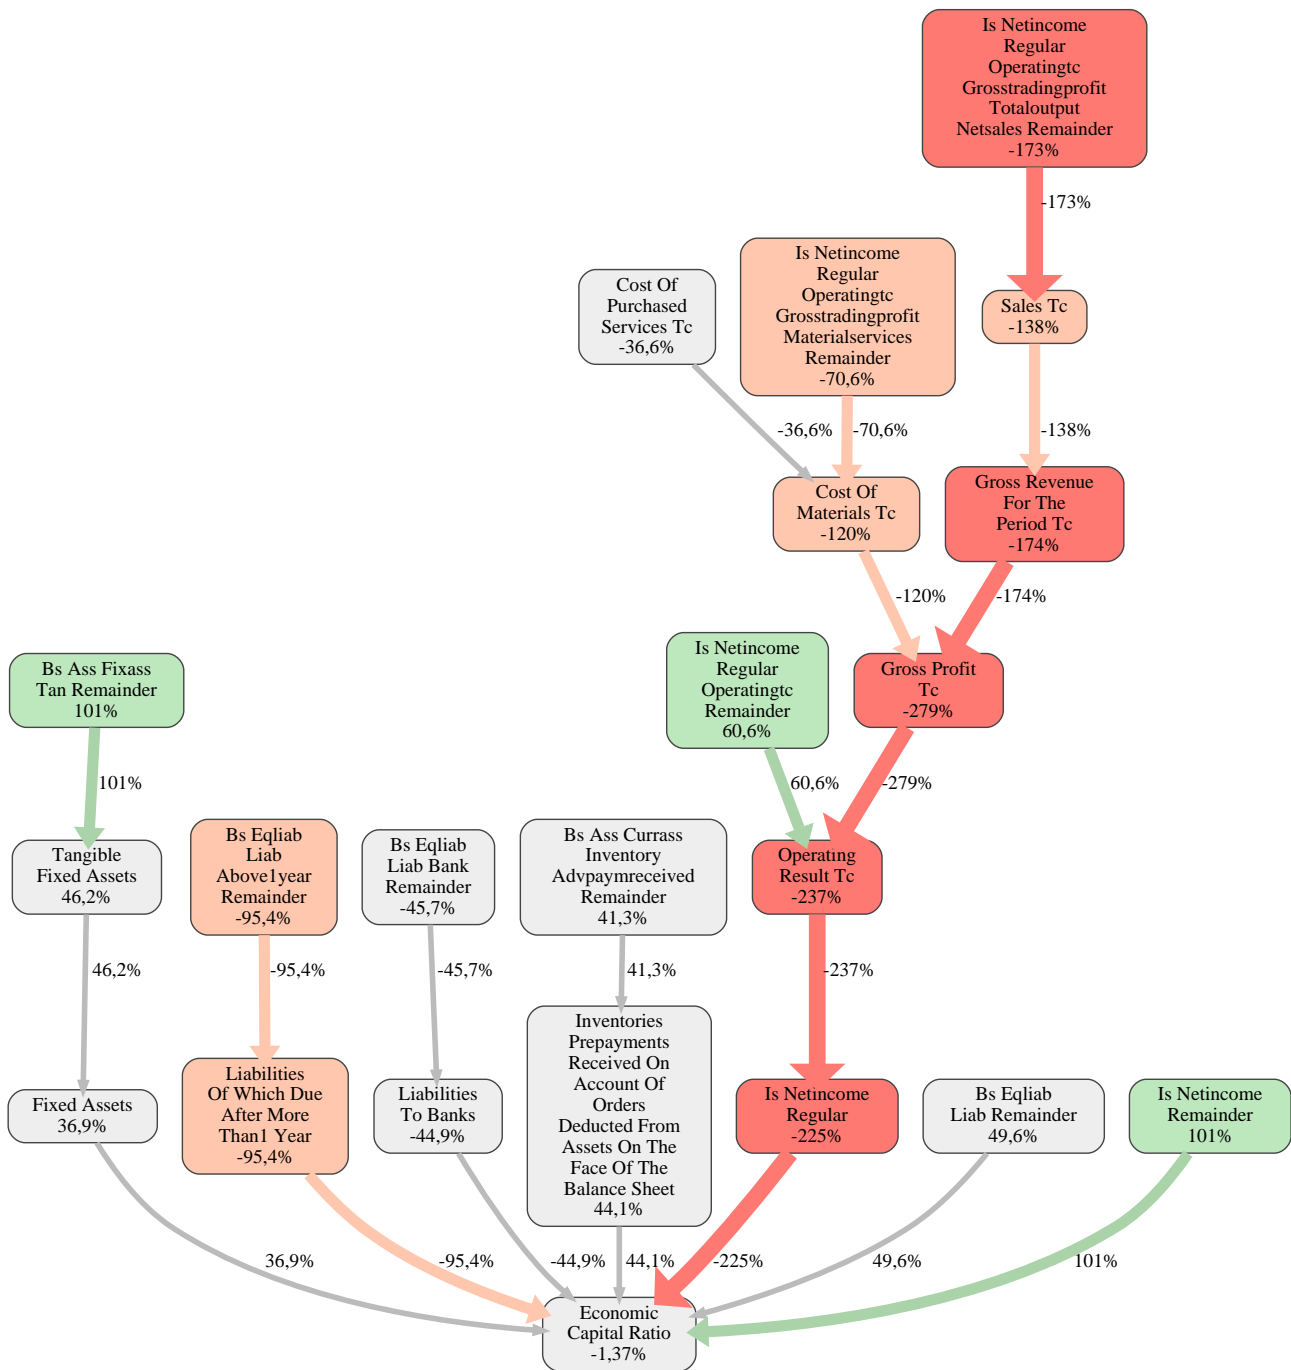 Is Netincome
Regular
Operatingtc
Grosstradingprofit
Totaloutput
Netsales Remainder
-173%
-173%
Cost Of
Purchased
Services Tc
-36,6%
Is Netincome
Regular
Operatingtc
Grosstradingprofit
Materialservices
Remainder
-70,6%
Sales Tc
-138%
-36,6%
-70,6%
-138%
Cost Of
Materials Tc
-120%
Gross Revenue
For The
Period Tc
-174%
-120%
-174%
Bs Ass Fixass
Tan Remainder
101%
Is Netincome
Regular
Operatingtc
Remainder
60,6%
Gross Profit
Tc
-279%
101%
60,6%
-279%
Tangible
Fixed Assets
46,2%
Bs Eqliab
Liab
Above1year
Remainder
-95,4%
Bs Eqliab
Liab Bank
Remainder
-45,7%
Bs Ass Currass
Inventory
Advpaymreceived
Remainder
41,3%
Operating
Result Tc
-237%
46,2%
-95,4%
-45,7%
41,3%
-237%
Fixed Assets
36,9%
Liabilities
Of Which Due
After More
Than1 Year
-95,4%
Liabilities
To Banks
-44,9%
Inventories
Prepayments
Received On
Account Of
Orders
Deducted From
Assets On The
Face Of The
Balance Sheet
44,1%
Is Netincome
Regular
-225%
Bs Eqliab
Liab Remainder
49,6%
Is Netincome
Remainder
101%
36,9%
-95,4%
-44,9%
44,1%
-225%
49,6%
101%
Economic
Capital Ratio
-1,37%